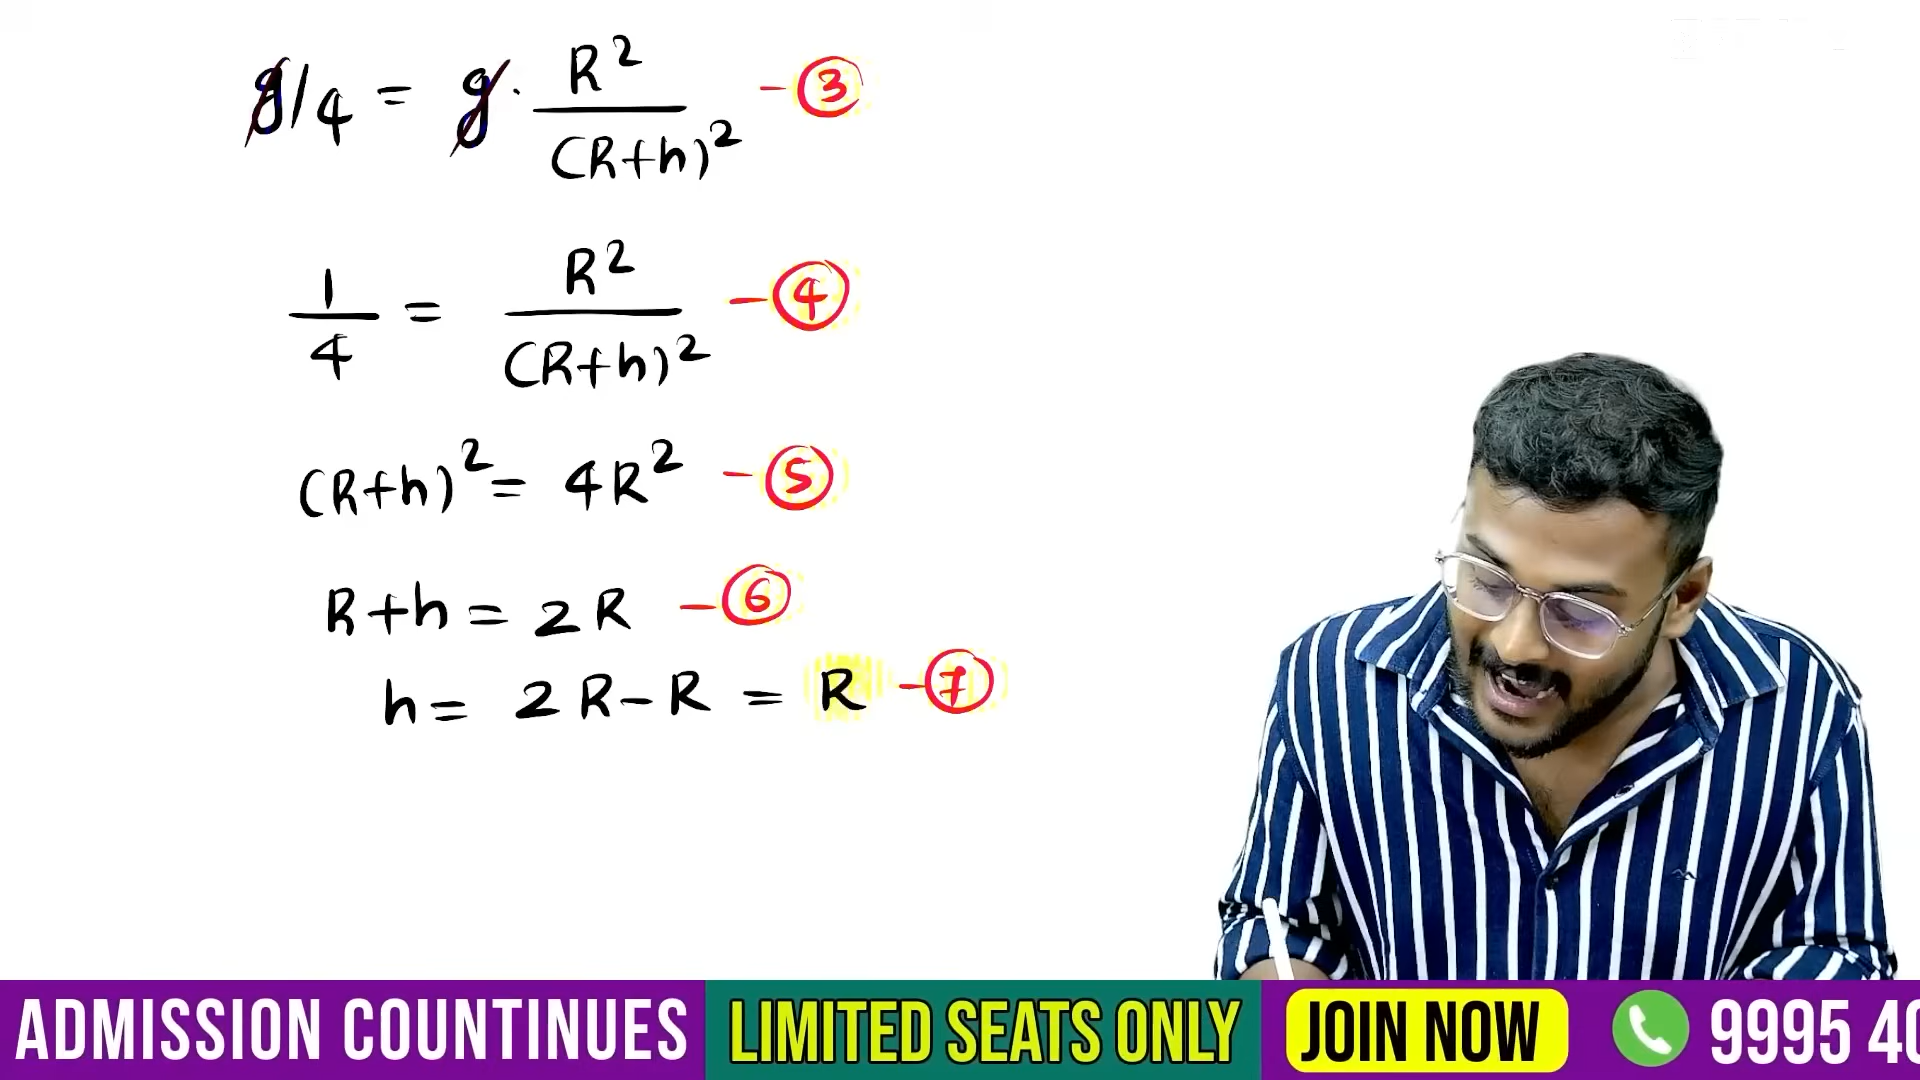 g/4 = g · R²/(R+h)² - ③
1/4 = R²/(R+h)² - ④
(R+h)² = 4R² - ⑤
R+h = 2R - ⑥
h = 2R-R = R - ⑦
ADMISSION COUNTINUES LIMITED SEATS ONLY JOIN NOW 9995 40